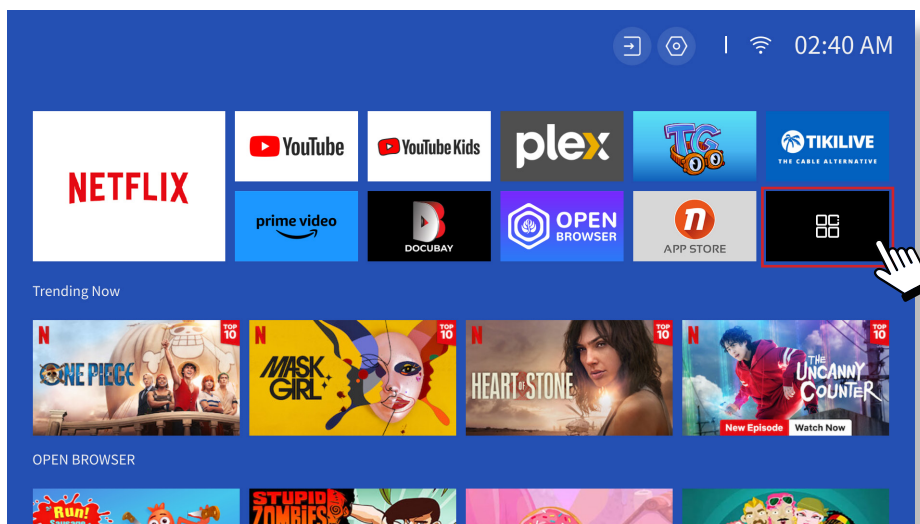 02:40 AM
NETFLIX
YouTube
YouTube Kids
plex
TG
TIKILIVE
THE CABLE ALTERNATIVE
prime video
DOCUBAY
OPEN
BROWSER
n
APP STORE
Trending Now
N
TOP
10
ONE PIECE
N
TOP
10
MASK
GIRL
N
TOP
10
HEART OF STONE
N
TOP
10
THE
UNCANNY
COUNTER
New Episode
Watch Now
OPEN BROWSER
Run!
Sausage
STUPID
ZOMBIES